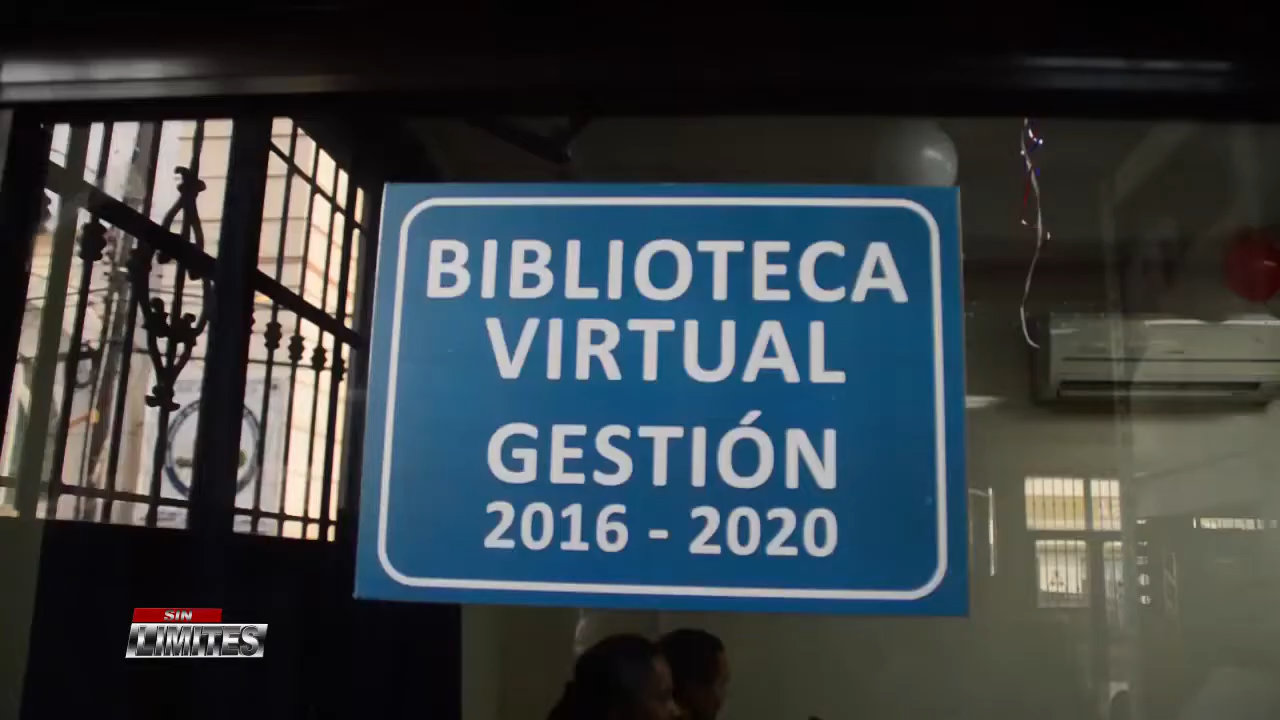 BIBLIOTECA
VIRTUAL
GESTIÓN
2016 - 2020
SIN
LIMITES